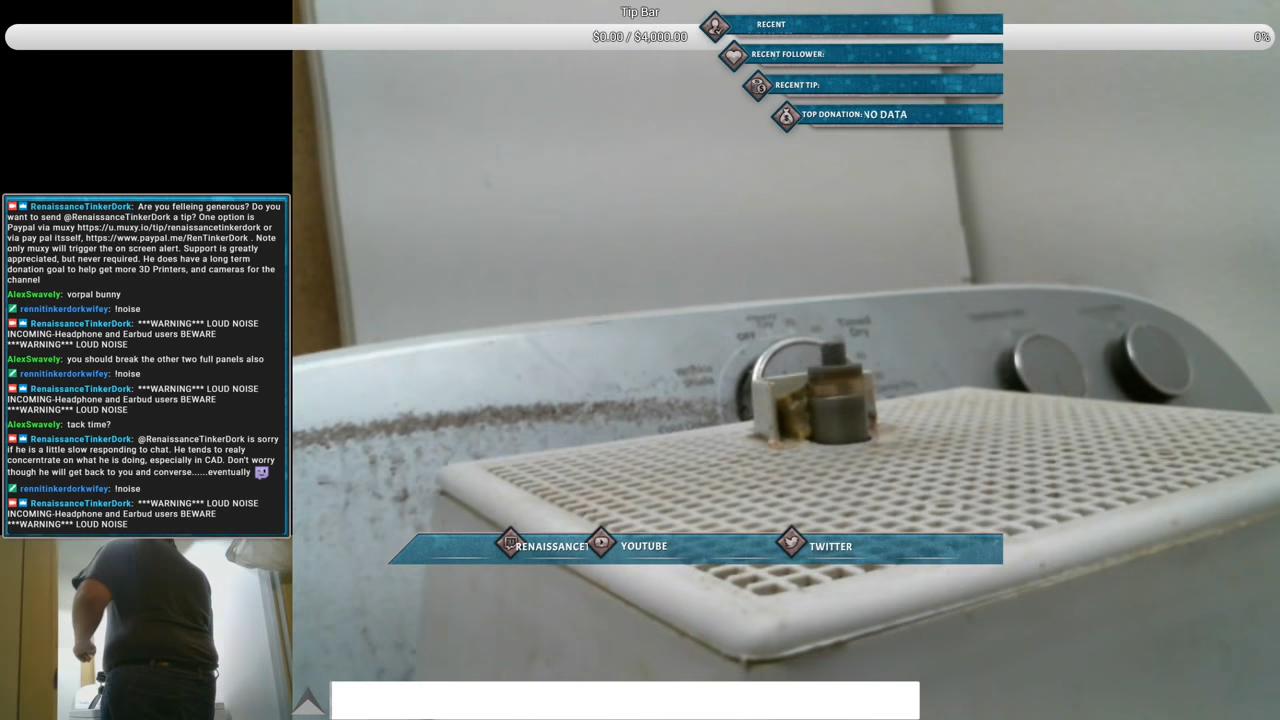 Tip Bar
$0.00 / $4,000.00
0%
RECENT
RECENT FOLLOWER:
RECENT TIP:
TOP DONATION: NO DATA
RenaissanceTinkerDork: Are you felleing generous? Do you
want to send @RenaissanceTinkerDork a tip? One option is
Paypal via muxy https://u.muxy.io/tip/renaissancetinkerdork or
via pay pal itsself, https://www.paypal.me/RenTinkerDork . Note
only muxy will trigger the on screen alert. Support is greatly
appreciated, but never required. He does have a long term
donation goal to help get more 3D Printers, and cameras for the
channel
AlexSwavely: vorpal bunny
rennitinkerdorkwifey: !noise
RenaissanceTinkerDork: ***WARNING*** LOUD NOISE
INCOMING-Headphone and Earbud users BEWARE
***WARNING*** LOUD NOISE
AlexSwavely: you should break the other two full panels also
rennitinkerdorkwifey: !noise
RenaissanceTinkerDork: ***WARNING*** LOUD NOISE
INCOMING-Headphone and Earbud users BEWARE
***WARNING*** LOUD NOISE
AlexSwavely: tack time?
RenaissanceTinkerDork: @RenaissanceTinkerDork is sorry
if he is a little slow responding to chat. He tends to realy
concerntrate on what he is doing, especially in CAD. Don't worry
though he will get back to you and converse......eventually
rennitinkerdorkwifey: !noise
RenaissanceTinkerDork: ***WARNING*** LOUD NOISE
INCOMING-Headphone and Earbud users BEWARE
***WARNING*** LOUD NOISE
OFF
Timed
Dry
RENAISSANCET
YOUTUBE
TWITTER